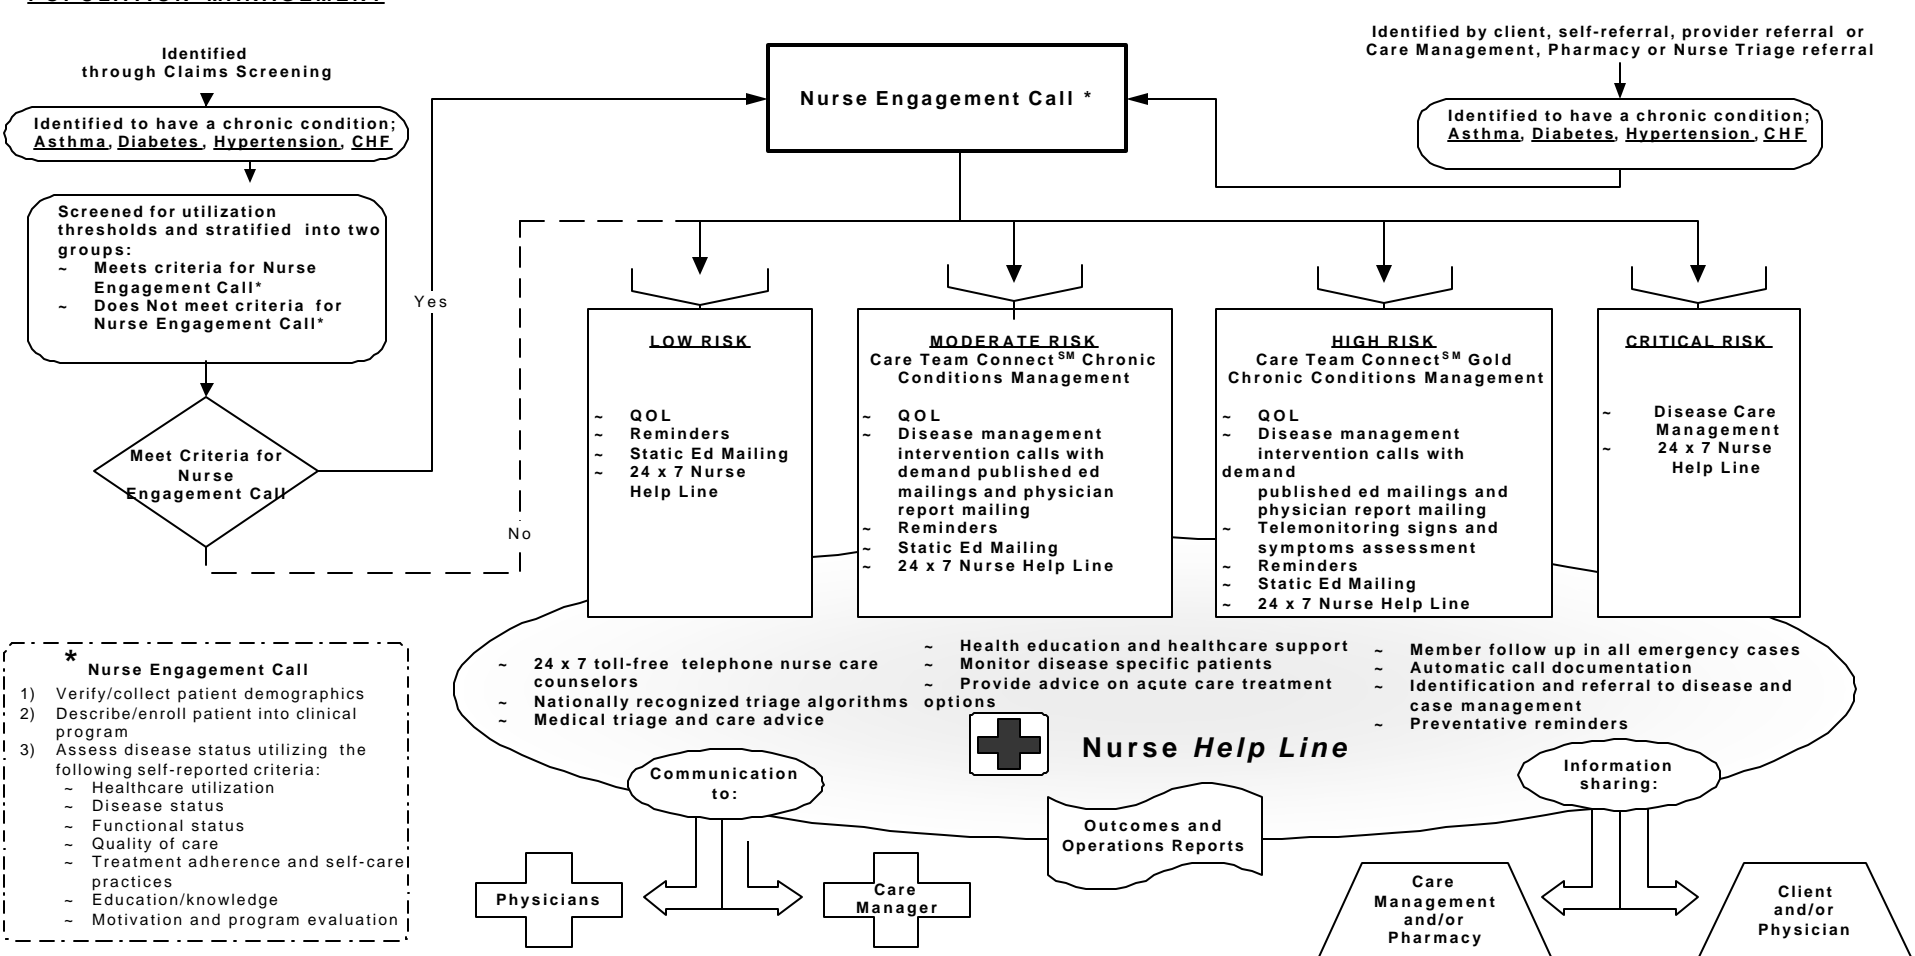 POPULATION MANAGEMENT
Identified
through Claims Screening
Identified to have a chronic condition;
Asthma, Diabetes, Hypertension, CHF
Screened for utilization
thresholds and stratified into two
groups:
~ Meets criteria for Nurse
Engagement Call*
~ Does Not meet criteria for
Nurse Engagement Call*
Meet Criteria for
Nurse
Engagement Call
Yes
No
Nurse Engagement Call *
Identified by client, self-referral, provider referral or
Care Management, Pharmacy or Nurse Triage referral
Identified to have a chronic condition;
Asthma, Diabetes, Hypertension, CHF
LOW RISK
~ QOL
~ Reminders
~ Static Ed Mailing
~ 24 x 7 Nurse
Help Line
MODERATE RISK
Care Team Connect SM Chronic
Conditions Management
~ QOL
~ Disease management
intervention calls with
demand published ed
mailings and physician
report mailing
~ Reminders
~ Static Ed Mailing
~ 24 x 7 Nurse Help Line
HIGH RISK
Care Team Connect SM Gold
Chronic Conditions Management
~ QOL
~ Disease management
intervention calls with
demand
published ed mailings and
physician report mailing
~ Telemonitoring signs and
symptoms assessment
~ Reminders
~ Static Ed Mailing
~ 24 x 7 Nurse Help Line
CRITICAL RISK
~ Disease Care
Management
~ 24 x 7 Nurse
Help Line
* Nurse Engagement Call
1) Verify/collect patient demographics
2) Describe/enroll patient into clinical
program
3) Assess disease status utilizing the
following self-reported criteria:
~ Healthcare utilization
~ Disease status
~ Functional status
~ Quality of care
~ Treatment adherence and self-care
practices
~ Education/knowledge
~ Motivation and program evaluation
~ 24 x 7 toll-free telephone nurse care
counselors
~ Nationally recognized triage algorithms
~ Medical triage and care advice
~ Health education and healthcare support
~ Monitor disease specific patients
~ Provide advice on acute care treatment
options
~ Member follow up in all emergency cases
~ Automatic call documentation
~ Identification and referral to disease and
case management
~ Preventative reminders
Nurse Help Line
Communication
to:
Information
sharing:
Outcomes and
Operations Reports
Physicians
Care
Manager
Care
Management
and/or
Pharmacy
Client
and/or
Physician